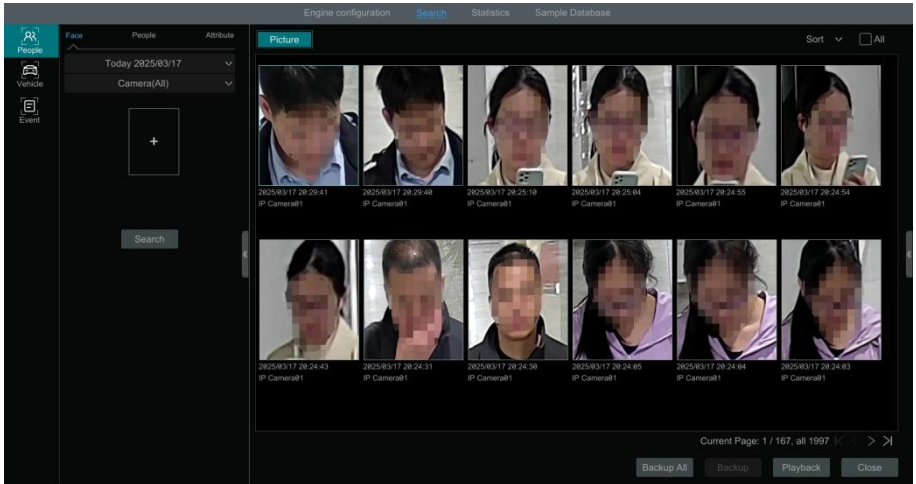 Engine configuration Search Statistics Sample Database
People
Vehicle
Event
Face People Attribute
Today 2025/03/17
Camera(All)
+
Search
Picture
Sort All
2025/03/17 20:29:41 2025/03/17 20:29:40 2025/03/17 20:25:10 2025/03/17 20:25:04 2025/03/17 20:24:55 2025/03/17 20:24:54
IP Camera01 IP Camera01 IP Camera01 IP Camera01 IP Camera01 IP Camera01
2025/03/17 20:24:43 2025/03/17 20:24:31 2025/03/17 20:24:30 2025/03/17 20:24:05 2025/03/17 20:24:04 2025/03/17 20:24:03
IP Camera01 IP Camera01 IP Camera01 IP Camera01 IP Camera01 IP Camera01
Current Page: 1 / 167, all 1997
Backup All Backup Playback Close